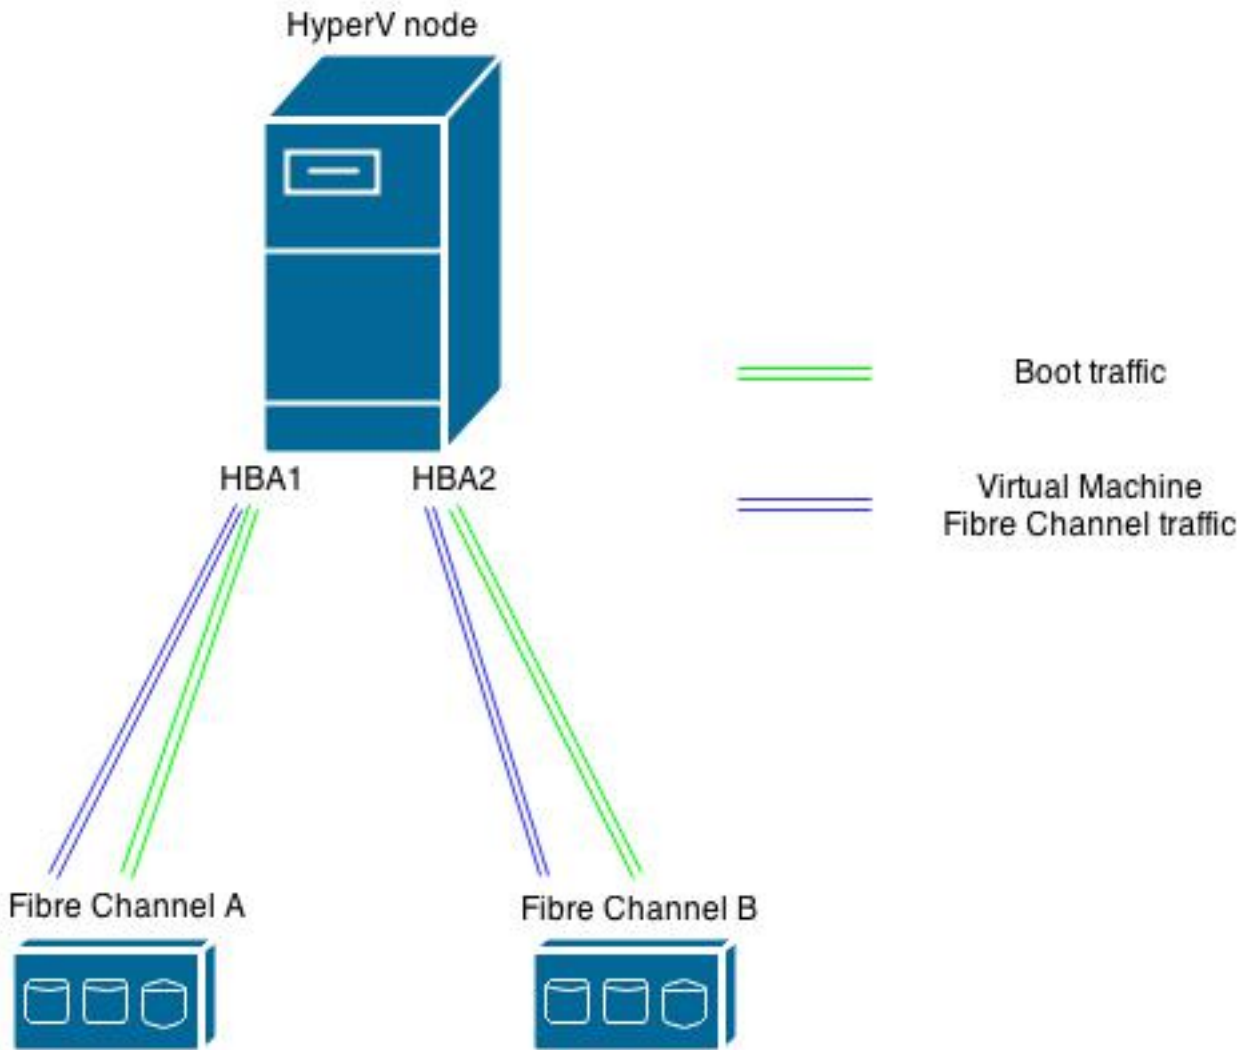 HyperV node
Boot traffic
HBA1
HBA2
Virtual Machine
Fibre Channel traffic
Fibre Channel A
Fibre Channel B